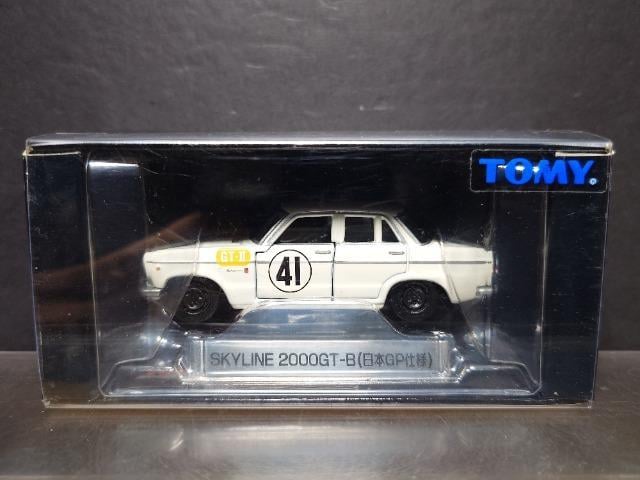 TOMY
GT-II
41
SKYLINE 2000GT-B(日本GP仕様)